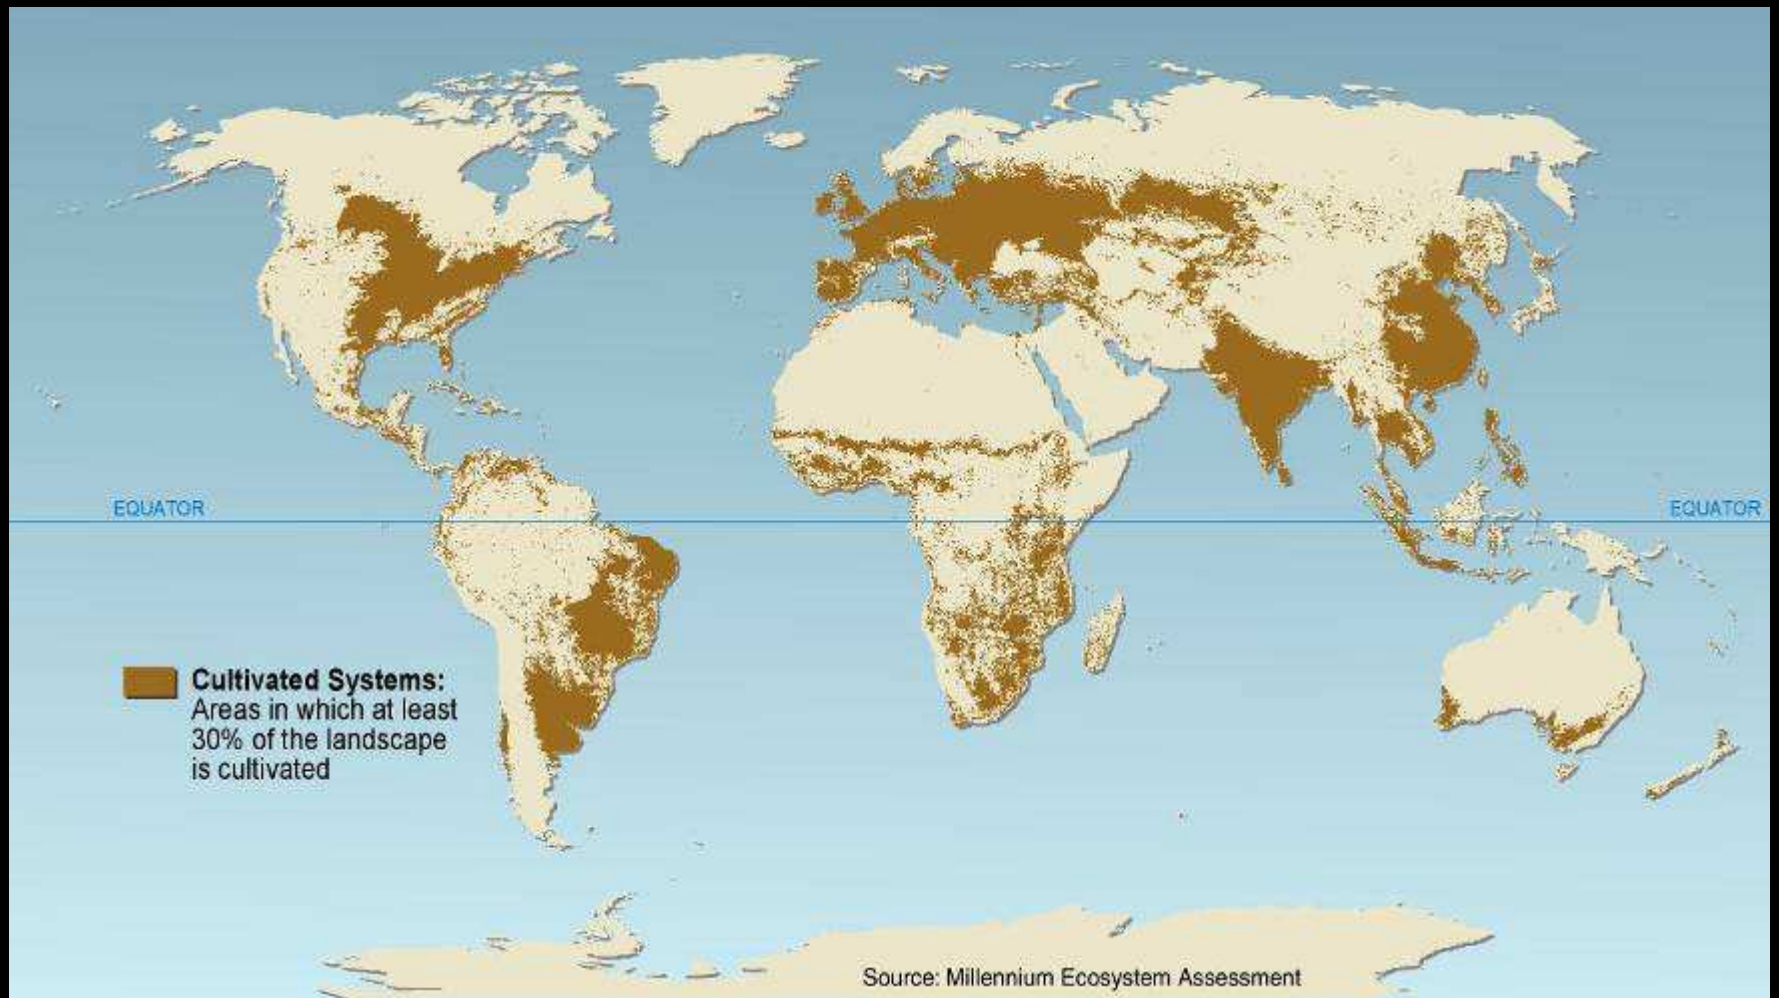 EQUATOR
EQUATOR
Cultivated Systems:
Areas in which at least
30% of the landscape
is cultivated
Source: Millennium Ecosystem Assessment